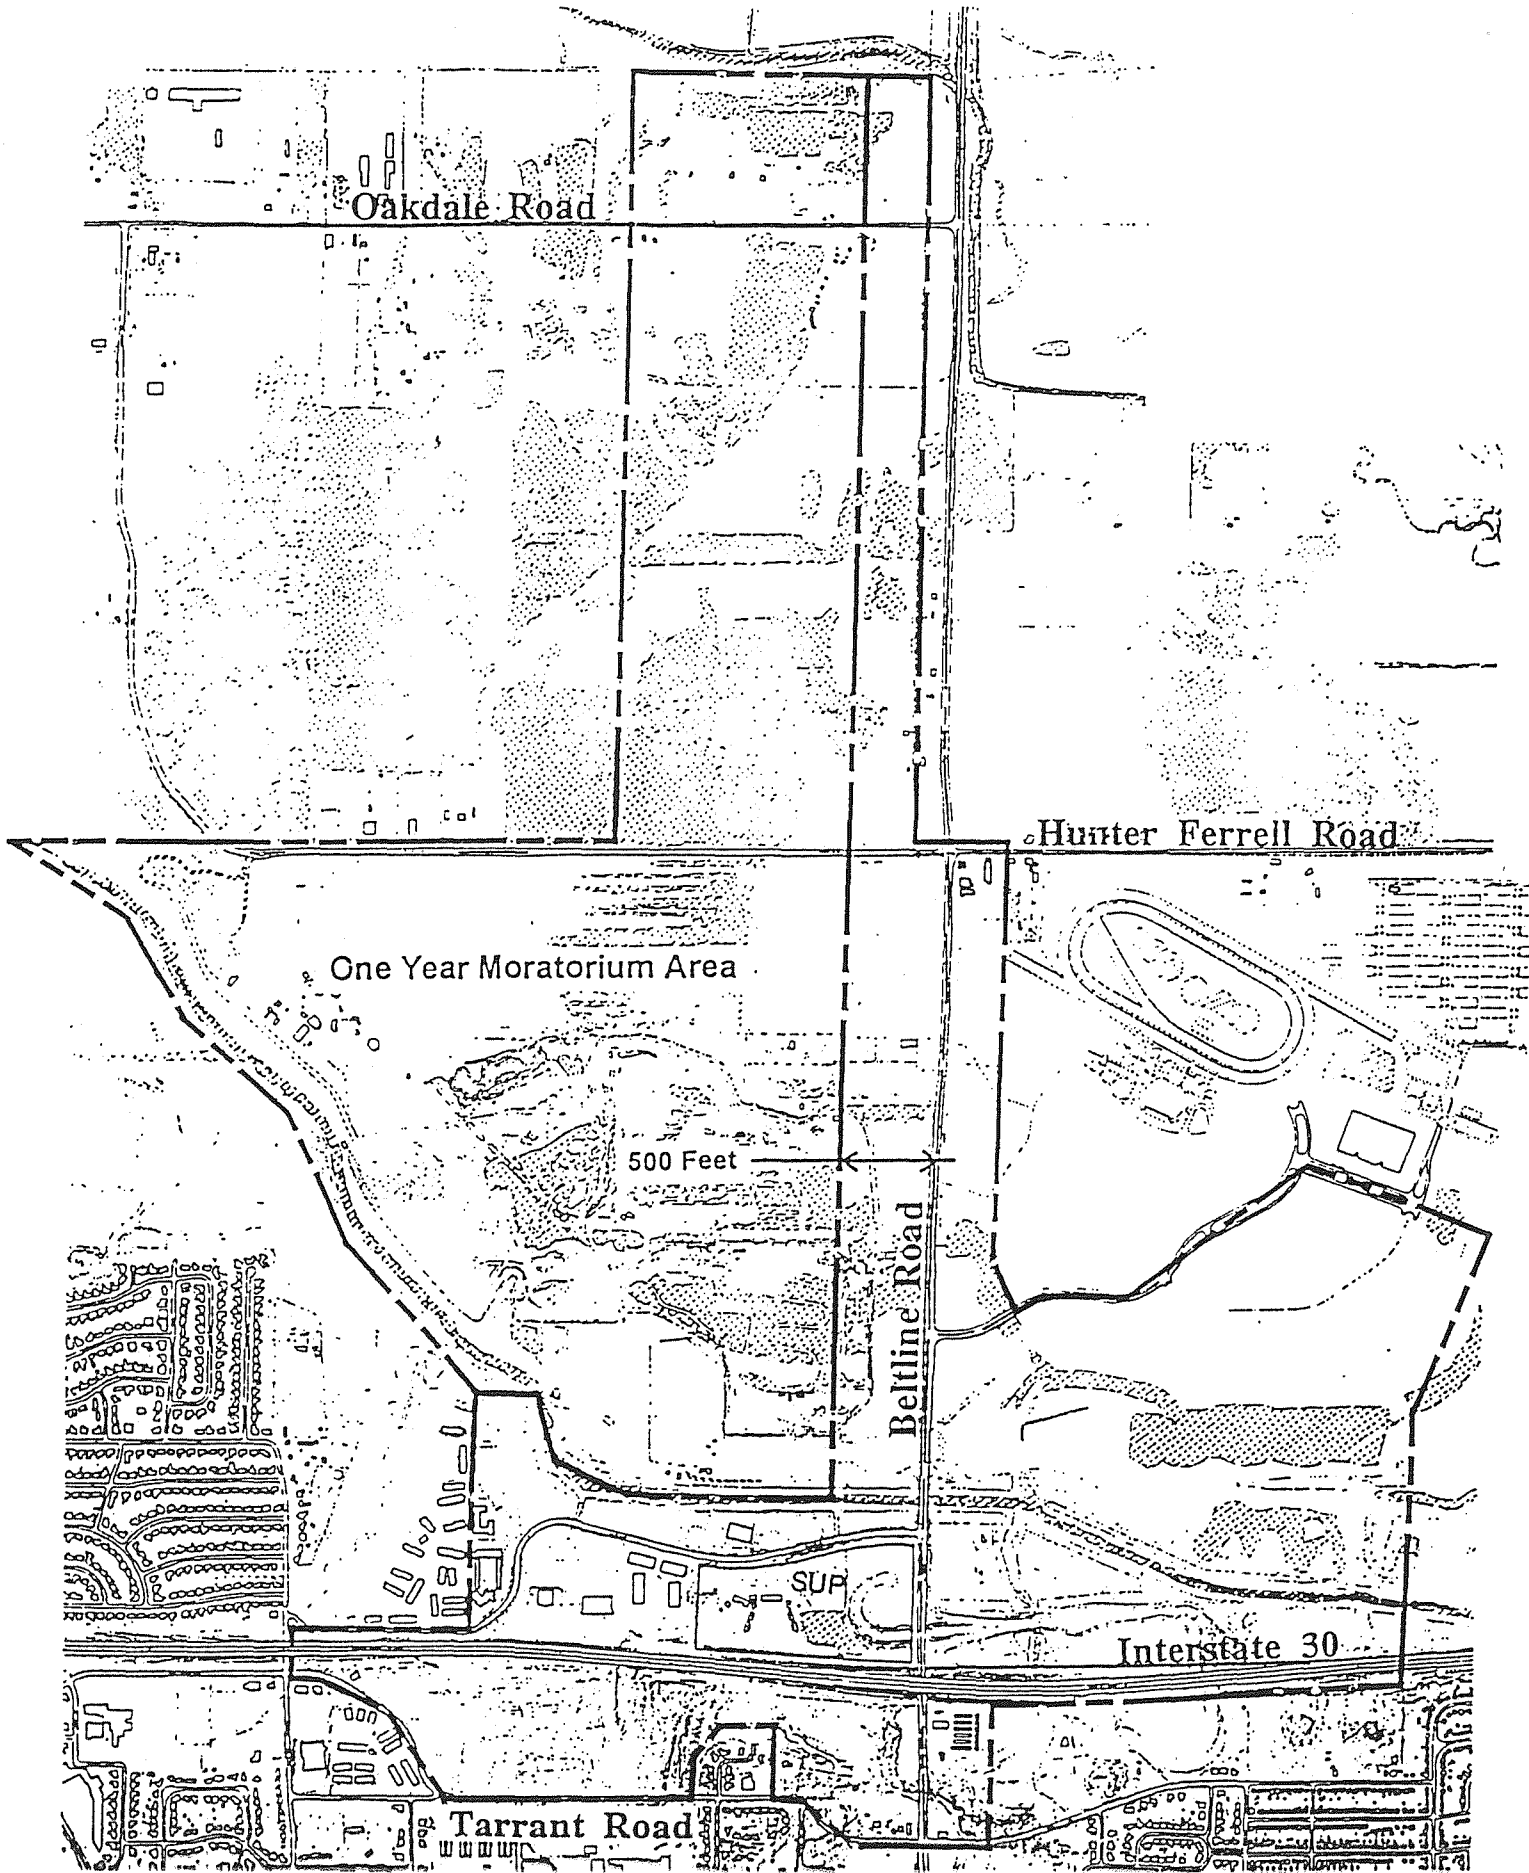 Oakdale Road
Hunter Ferrell Road
One Year Moratorium Area
500 Feet
Beltline Road
SUP
Interstate 30
Tarrant Road